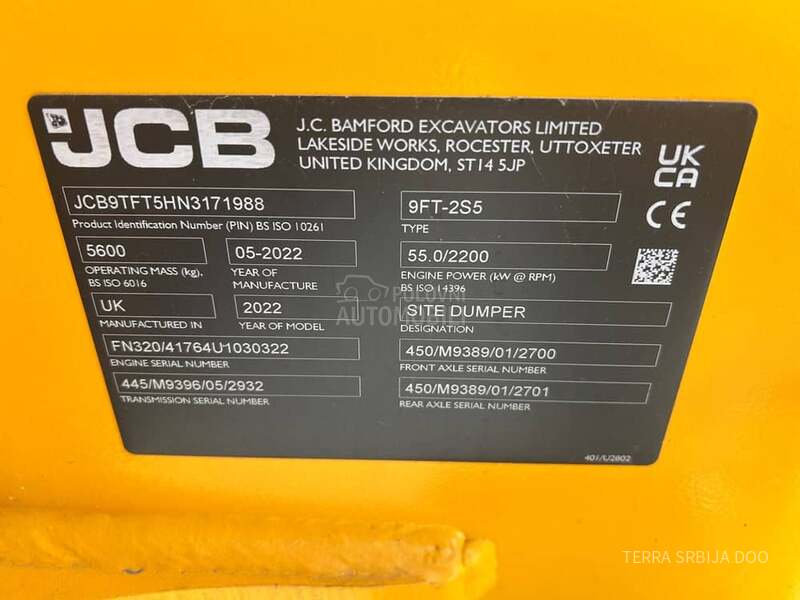 JCB
J.C. BAMFORD EXCAVATORS LIMITED
LAKESIDE WORKS, ROCESTER, UTTOXETER
UNITED KINGDOM, ST14 5JP
UK
CA
CE
JCB9TFT5HN3171988
Product Identification Number (PIN) BS ISO 10261
9FT-2S5
TYPE
5600
OPERATING MASS (kg),
BS ISO 6016
05-2022
YEAR OF
MANUFACTURE
55.0/2200
ENGINE POWER (kW @ RPM)
BS ISO 14396
UK
MANUFACTURED IN
2022
YEAR OF MODEL
SITE DUMPER
DESIGNATION
FN320/41764U1030322
ENGINE SERIAL NUMBER
450/M9389/01/2700
FRONT AXLE SERIAL NUMBER
445/M9396/05/2932
TRANSMISSION SERIAL NUMBER
450/M9389/01/2701
REAR AXLE SERIAL NUMBER
401/U2802
POLOVNI
AUTOMOBILI
TERRA SRBIJA DOO